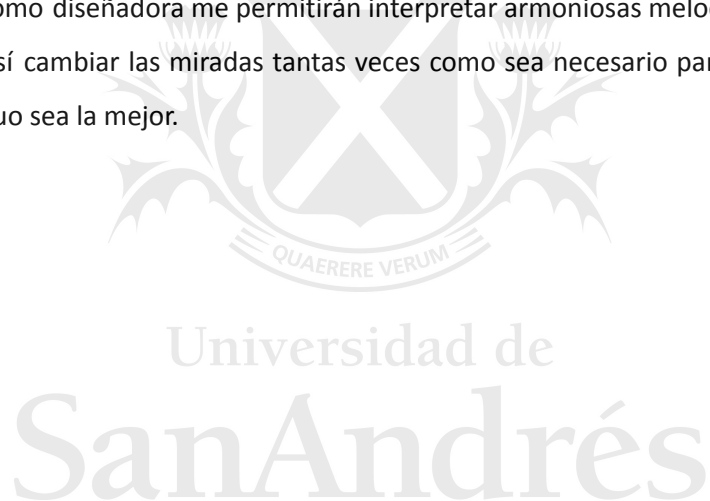 omo diseñadora me permitirán interpretar armoniosas melo
sí cambiar las miradas tantas veces como sea necesario par
uo sea la mejor.
QUAERERE VERUM
Universidad de
SanAndrés